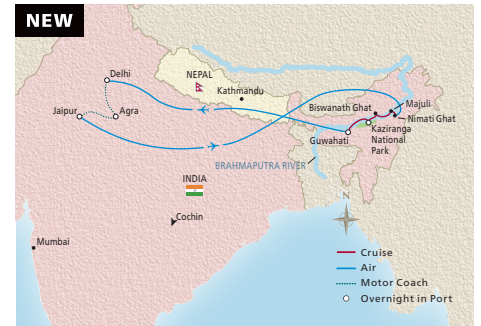 NEW
Delhi
NEPAL
Kathmandu
Jaipur
Agra
Biswanath Ghat
Majuli
Nimati Ghat
Kaziranga
National
Park
Guwahati
BRAHMAPUTRA RIVER
INDIA
N
Cochin
Mumbai
Cruise
Air
Motor Coach
Overnight in Port